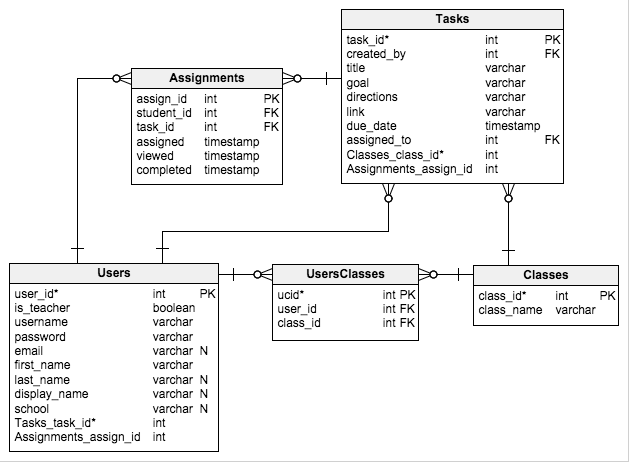 Tasks
task_id* int PK
created_by int FK
title varchar
goal varchar
directions varchar
link varchar
due_date timestamp
assigned_to int FK
Classes_class_id* int
Assignments_assign_id int
Assignments
assign_id int PK
student_id int FK
task_id int FK
assigned timestamp
viewed timestamp
completed timestamp
Users
user_id* int PK
is_teacher boolean
username varchar
password varchar
email varchar N
first_name varchar
last_name varchar N
display_name varchar N
school varchar N
Tasks_task_id* int
Assignments_assign_id int
UsersClasses
ucid* int PK
user_id int FK
class_id int FK
Classes
class_id* int PK
class_name varchar